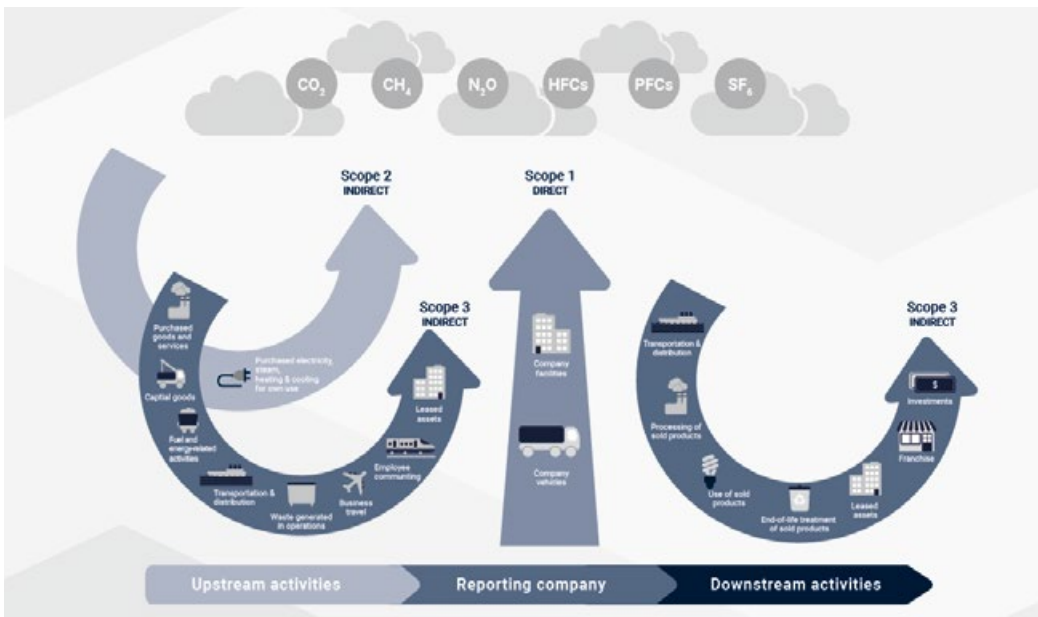 CO₂
CH₄
N₂O
HFCs
PFCs
SF₆
Scope 2
INDIRECT
Scope 1
DIRECT
Scope 3
INDIRECT
Scope 3
INDIRECT
Purchased
goods and
services
Captial goods
Fuel and
energy-related
activities
Transportation &
distribution
Waste generated
in operations
Business
travel
Employee
communting
Leased
assets
Purchased electricity,
steam,
heating & cooling
for own use
Company
facilities
Company
vehicles
Transportation &
distribution
Processing of
sold products
Use of sold
products
End-of-life treatment
of sold products
Leased
assets
Franchise
Investments
$
Upstream activities
Reporting company
Downstream activities